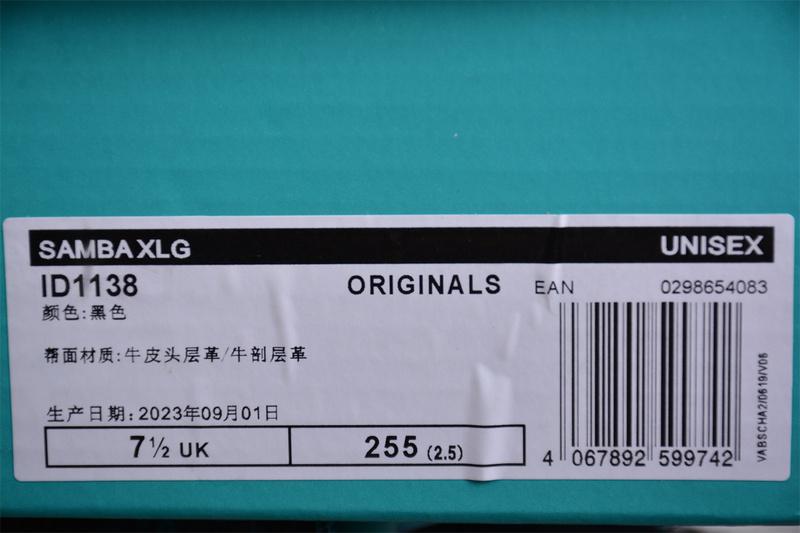 SAMBA XLG UNISEX
ID1138 ORIGINALS EAN 0298654083
颜色:黑色
帮面材质:牛皮头层革/牛剖层革
生产日期:2023年09月01日
7½ UK 255 (2.5)
4 067892 599742
VABSCHA2/0619/V06